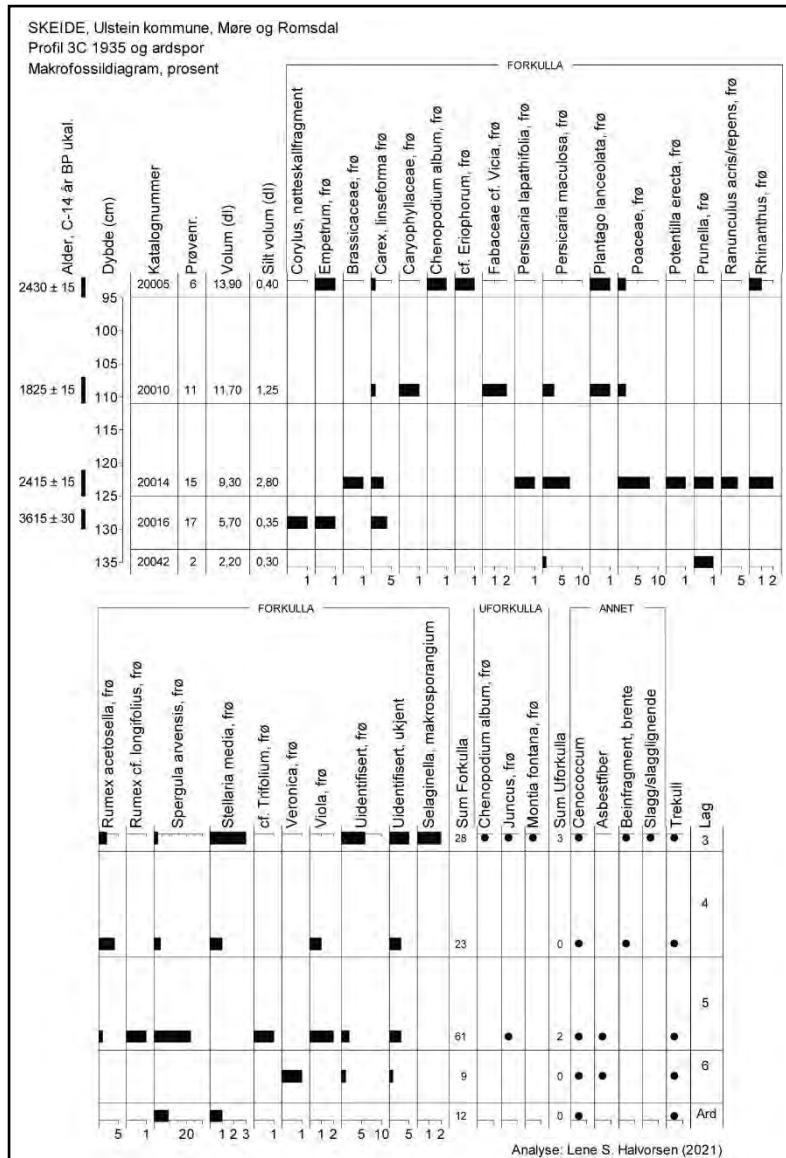 SKEIDE, Ulstein kommune, Møre og Romsdal
Profil 3C 1935 og ardspor
Makrofossildiagram, prosent
FORKULLA
Alder, C-14 år BP ukal.
Dybde (cm)
Katalognummer
Prøvenr.
Volum (dl)
Silt volum (dl)
Corylus, nøtteskallfragment
Empetrum, frø
Brassicaceae, frø
Carex, linseforma frø
Caryophyllaceae, frø
Chenopodium album, frø
cf. Eriophorum, frø
Fabaceae cf. Vicia, frø
Persicaria lapathifolia, frø
Persicaria maculosa, frø
Plantago lanceolata, frø
Poaceae, frø
Potentilla erecta, frø
Prunella, frø
Ranunculus acris/repens, frø
Rhinanthus, frø
2430 ± 15 20005 6 13,90 0,40
95
100
105
1825 ± 15 20010 11 11,70 1,25
110
115
120
2415 ± 15 20014 15 9,30 2,80
125
3615 ± 30 20016 17 5,70 0,35
130
135 20042 2 2,20 0,30
1 1 1 5 1 1 1 1 2 1 5 10 1 5 10 1 1 5 1 2
FORKULLA UFORKULLA ANNET
Rumex acetosella, frø
Rumex cf. longifolius, frø
Spergula arvensis, frø
Stellaria media, frø
cf. Trifolium, frø
Veronica, frø
Viola, frø
Uidentifisert, frø
Uidentifisert, ukjent
Selaginella, makrosporangium
Sum Forkulla
Chenopodium album, frø
Juncus, frø
Montia fontana, frø
Sum Uforkulla
Cenococcum
Asbestfiber
Beinfragment, brente
Slagg/slagglignende
Trekull
Lag
28 3 3
4
23 0
5
61 2
6
9 0
12 0 Ard
5 1 20 1 2 3 1 1 1 2 10 5 1 2
Analyse: Lene S. Halvorsen (2021)